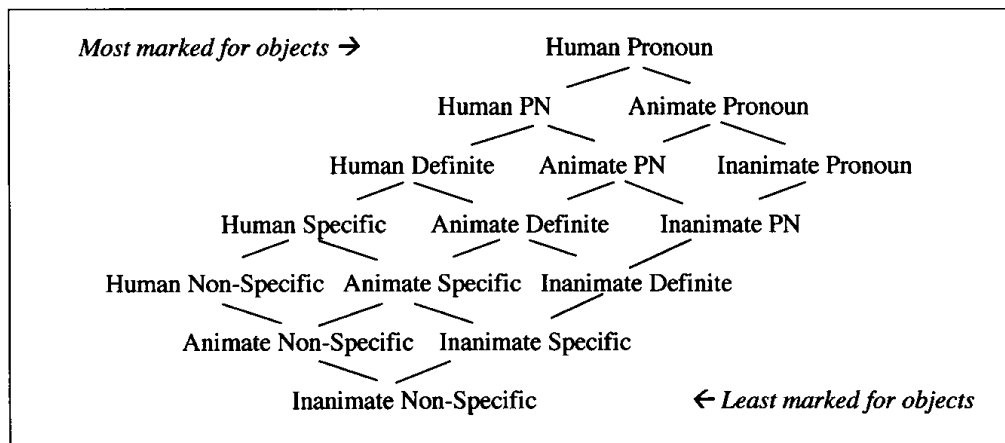 Most marked for objects → Human Pronoun
Human PN Animate Pronoun
Human Definite Animate PN Inanimate Pronoun
Human Specific Animate Definite Inanimate PN
Human Non-Specific Animate Specific Inanimate Definite
Animate Non-Specific Inanimate Specific
Inanimate Non-Specific ← Least marked for objects